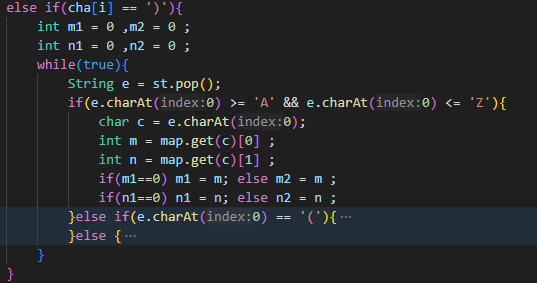 else if(cha[i] == ')'){
int m1 = 0 ,m2 = 0 ;
int n1 = 0 ,n2 = 0 ;
while(true){
String e = st.pop();
if(e.charAt(index:0) >= 'A' && e.charAt(index:0) <= 'Z'){
char c = e.charAt(index:0);
int m = map.get(c)[0] ;
int n = map.get(c)[1] ;
if(m1==0) m1 = m; else m2 = m ;
if(n1==0) n1 = n; else n2 = n ;
}else if(e.charAt(index:0) == '('){⋯
}else {⋯
}
}